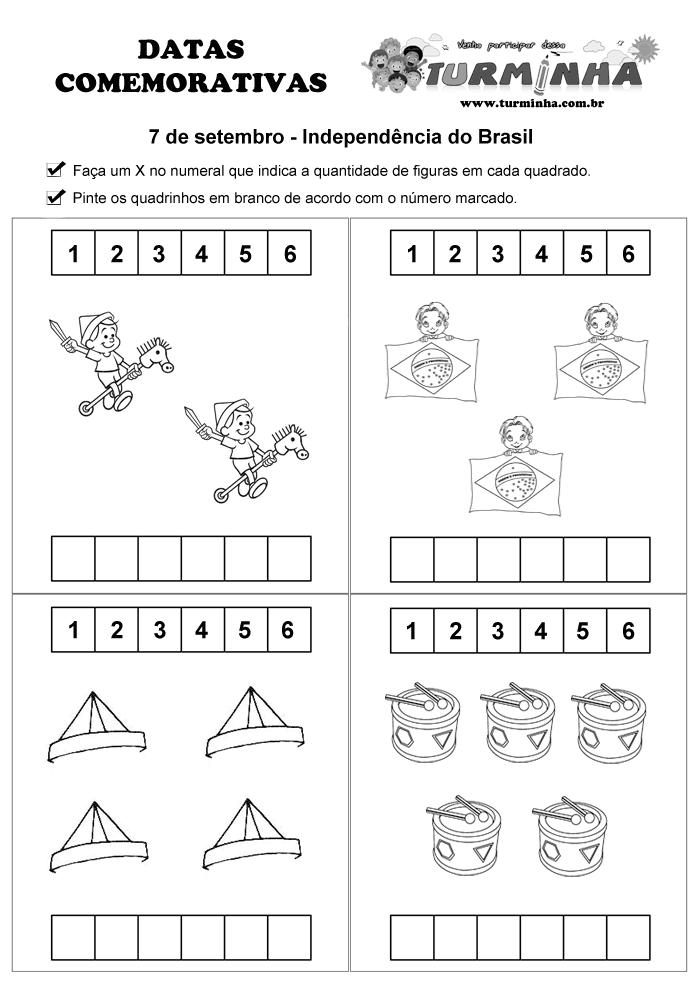 DATAS
COMEMORATIVAS
Venha participar dessa
TURMINHA
www.turminha.com.br
7 de setembro - Independência do Brasil
Faça um X no numeral que indica a quantidade de figuras em cada quadrado.
Pinte os quadrinhos em branco de acordo com o número marcado.
1 2 3 4 5 6
1 2 3 4 5 6
1 2 3 4 5 6
1 2 3 4 5 6